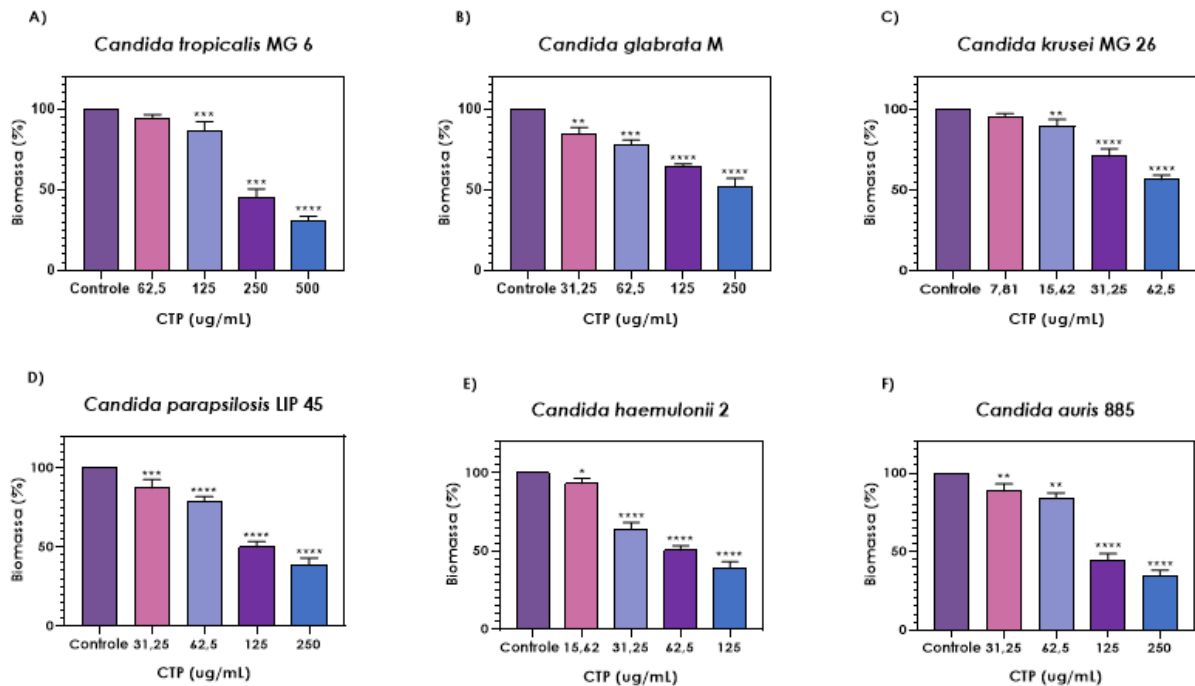 A)
Candida tropicalis MG 6
Biomassa (%)
100
50
0
***
***
****
Controle 62,5 125 250 500
CTP (ug/mL)
B)
Candida glabrata M
Biomassa (%)
100
50
0
**
***
****
****
Controle 31,25 62,5 125 250
CTP (ug/mL)
C)
Candida krusei MG 26
Biomassa (%)
100
50
0
**
****
****
Controle 7,81 15,62 31,25 62,5
CTP (ug/mL)
D)
Candida parapsilosis LIP 45
Biomassa (%)
100
50
0
***
****
****
****
Controle 31,25 62,5 125 250
CTP (ug/mL)
E)
Candida haemulonii 2
Biomassa (%)
100
50
0
*
****
****
****
Controle 15,62 31,25 62,5 125
CTP (ug/mL)
F)
Candida auris 885
Biomassa (%)
100
50
0
**
**
****
****
Controle 31,25 62,5 125 250
CTP (ug/mL)